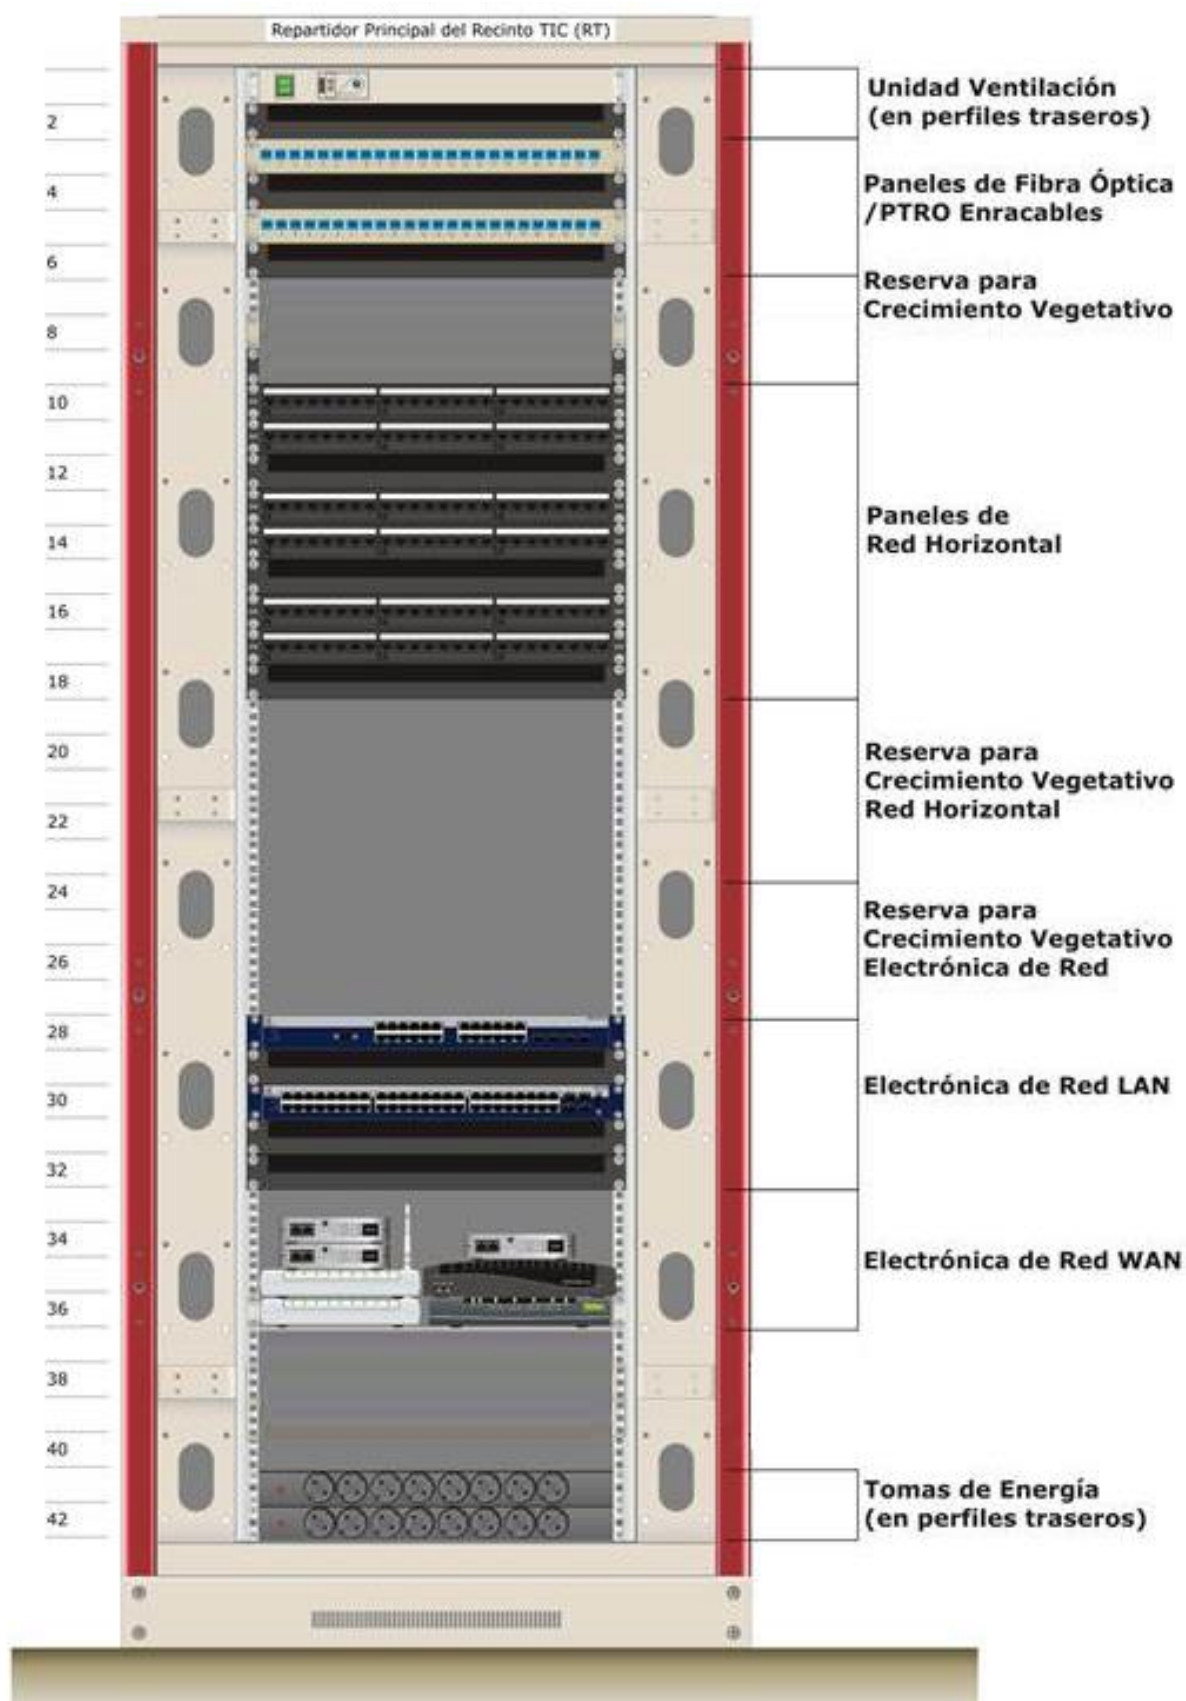 Repartidor Principal del Recinto TIC (RT)
Unidad Ventilación
(en perfiles traseros)
2
Paneles de Fibra Óptica
/PTRO Enracables
4
6
Reserva para
Crecimiento Vegetativo
8
10
12
Paneles de
Red Horizontal
14
16
18
Reserva para
Crecimiento Vegetativo
Red Horizontal
20
22
24
Reserva para
Crecimiento Vegetativo
Electrónica de Red
26
28
Electrónica de Red LAN
30
32
34
Electrónica de Red WAN
36
38
40
Tomas de Energía
(en perfiles traseros)
42